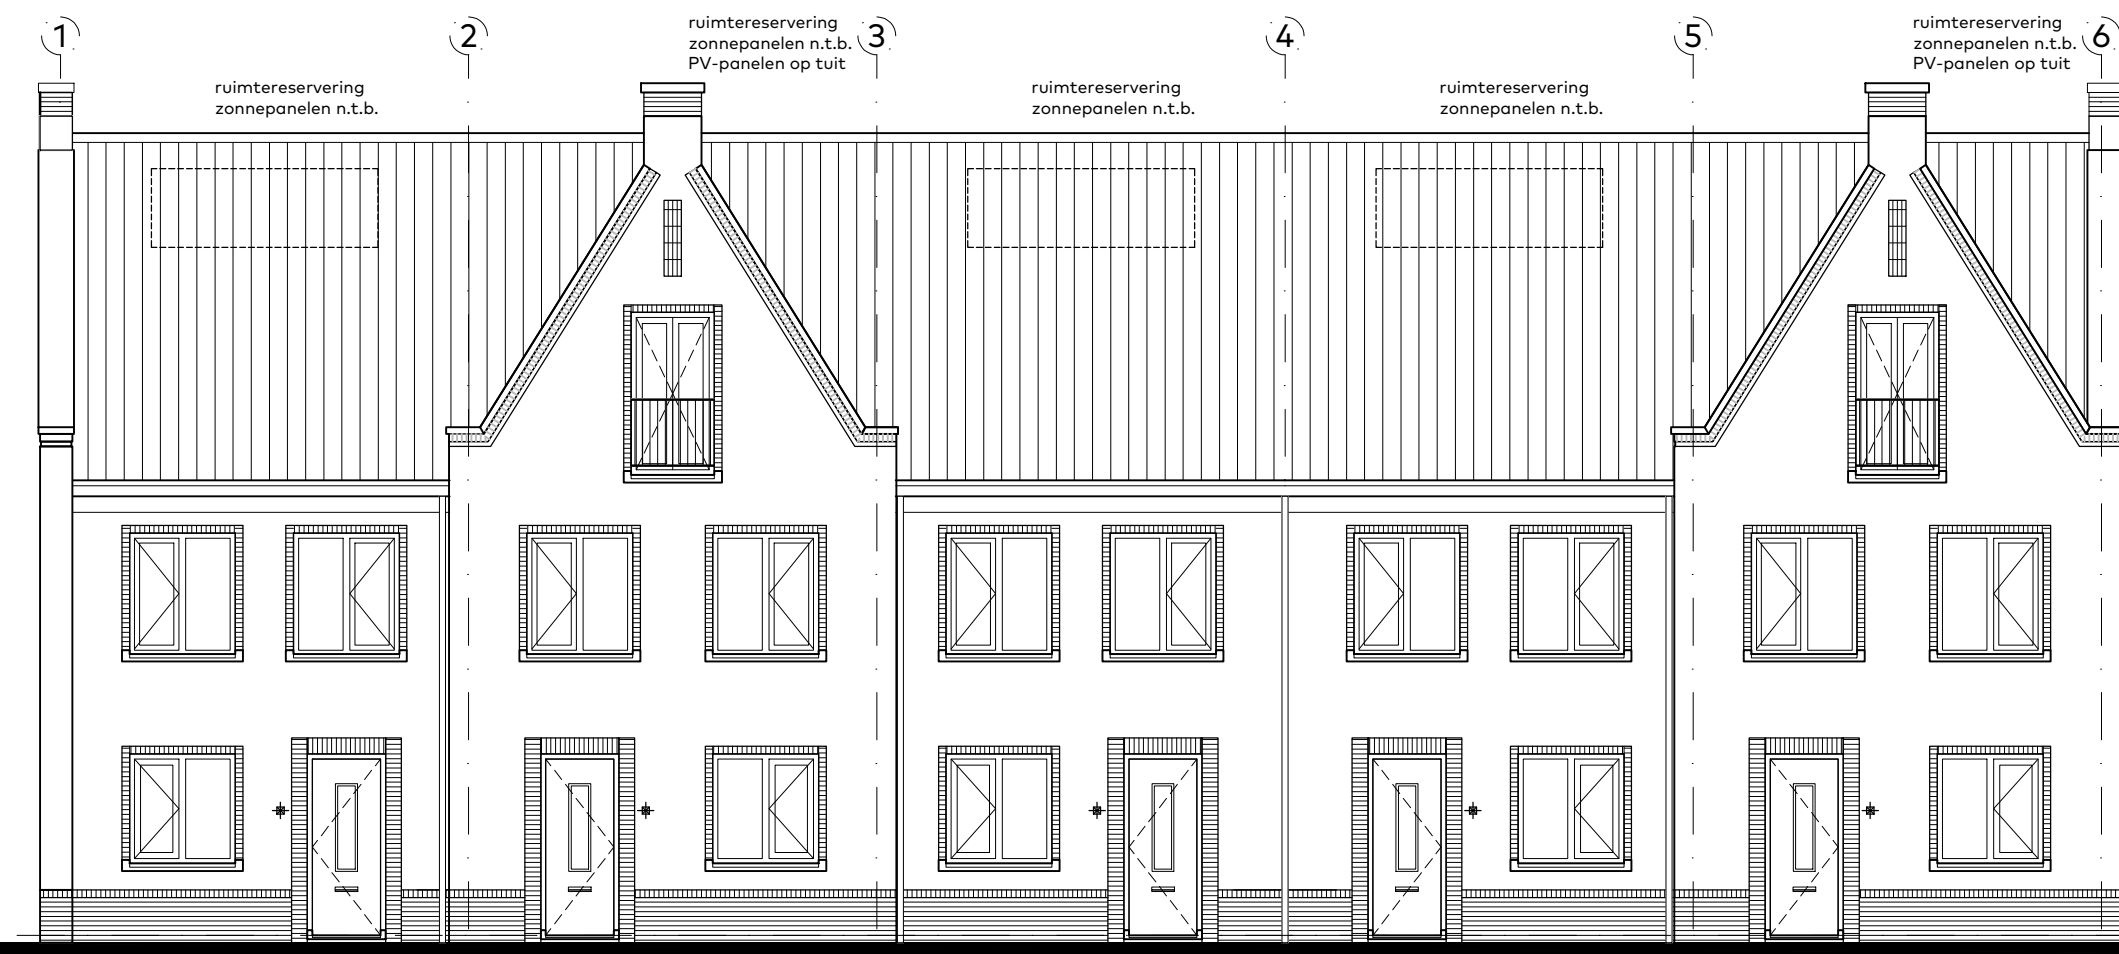 1
2
ruimtereservering
zonnepanelen n.t.b.
PV-panelen op tuit
3
4
5
ruimtereservering
zonnepanelen n.t.b.
PV-panelen op tuit
6
ruimtereservering
zonnepanelen n.t.b.
ruimtereservering
zonnepanelen n.t.b.
ruimtereservering
zonnepanelen n.t.b.